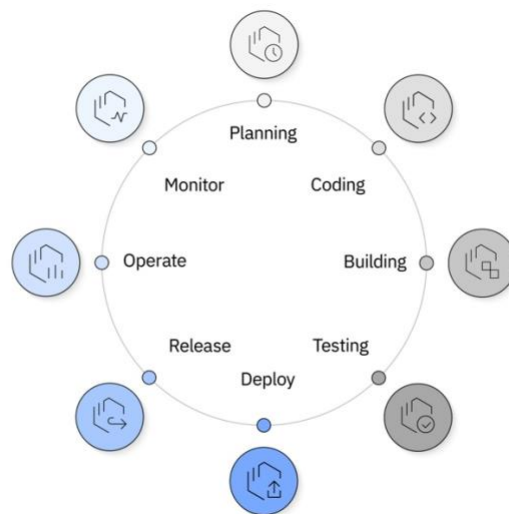 Planning
Coding
Building
Testing
Deploy
Release
Operate
Monitor